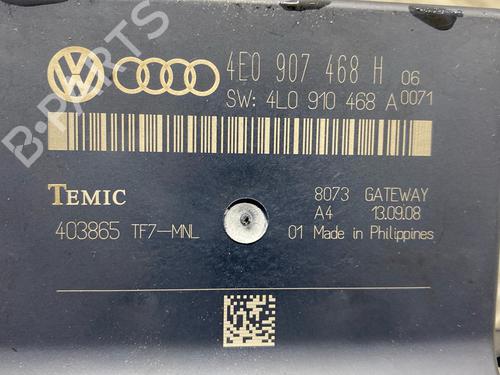 4E0 907 468 H 06
SW: 4L0 910 468 A 0071
TEMIC
8073 GATEWAY
A4 13.09.08
403865 TF7-MNL
01 Made in Philippines
B-PARTS